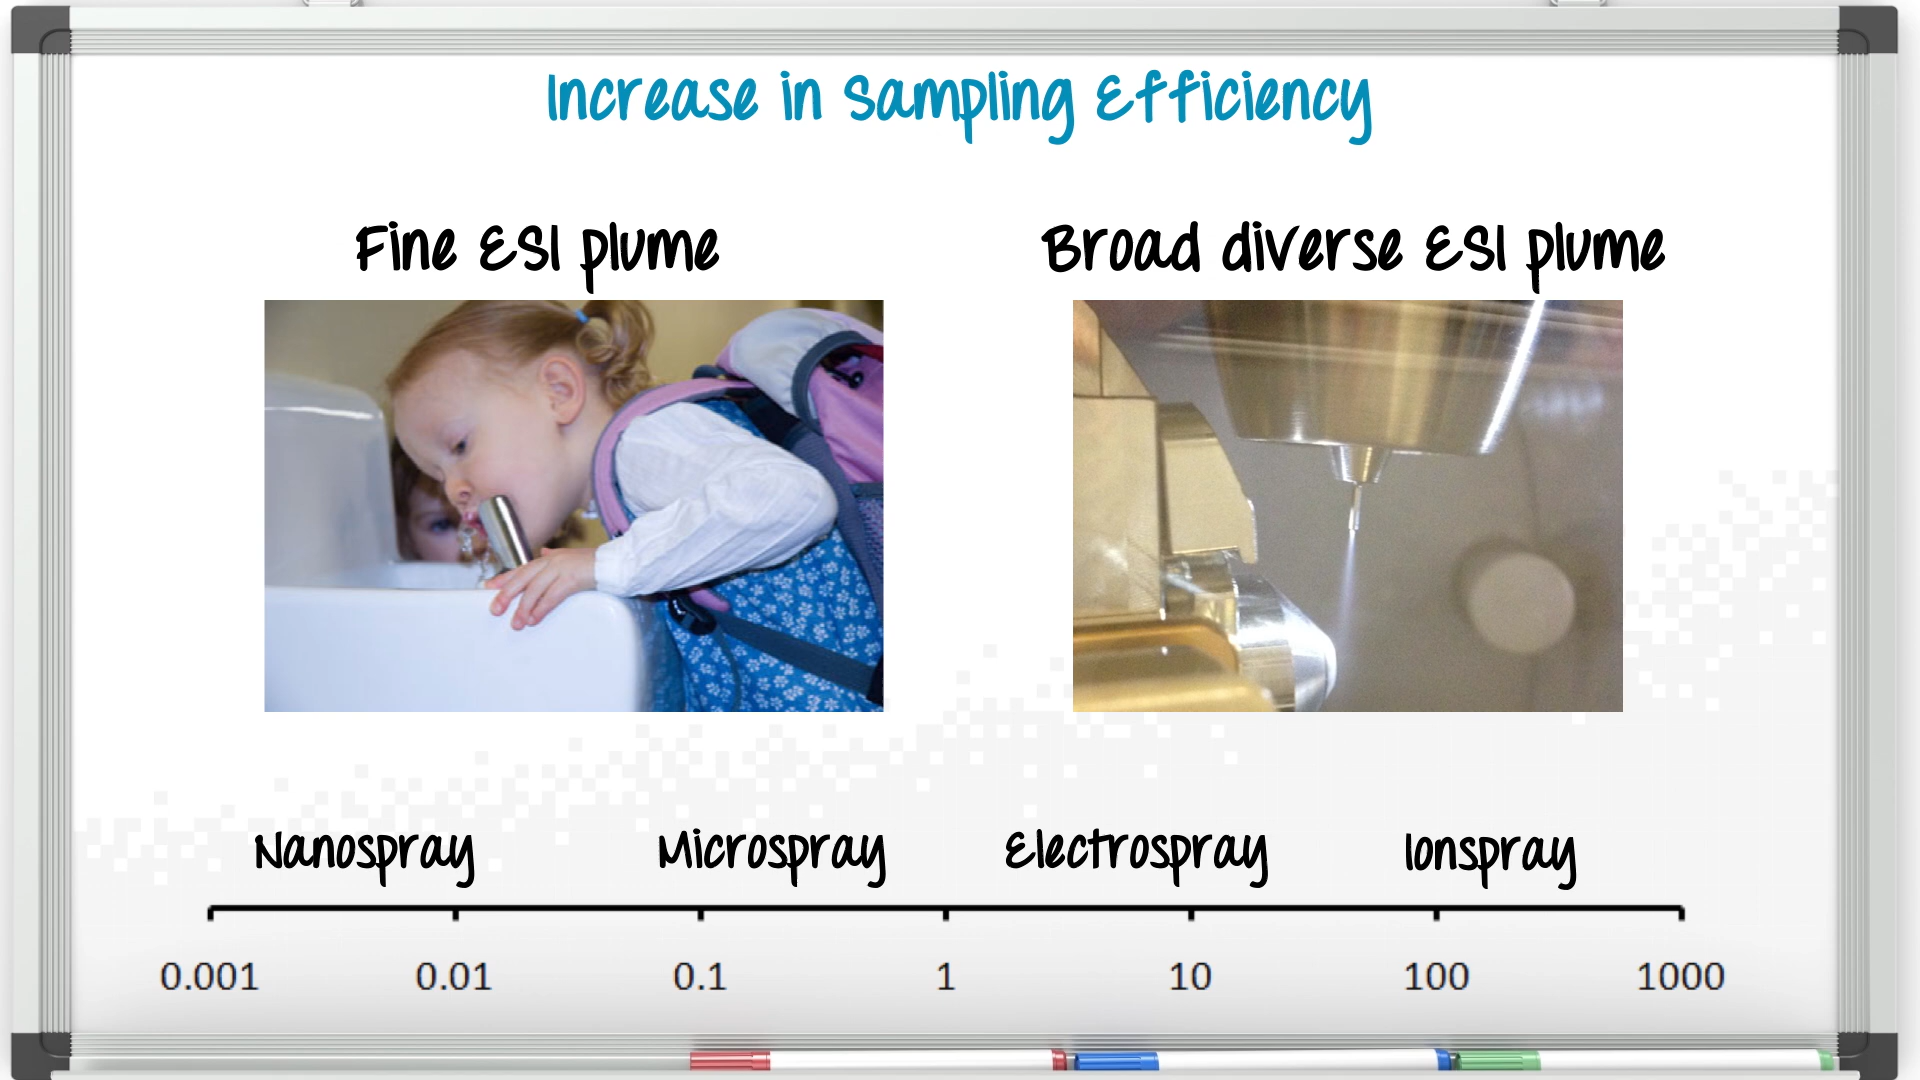 Increase in Sampling Efficiency
Fine ESI plume
Broad diverse ESI plume
Nanospray Microspray Electrospray Ionspray
0.001 0.01 0.1 1 10 100 1000